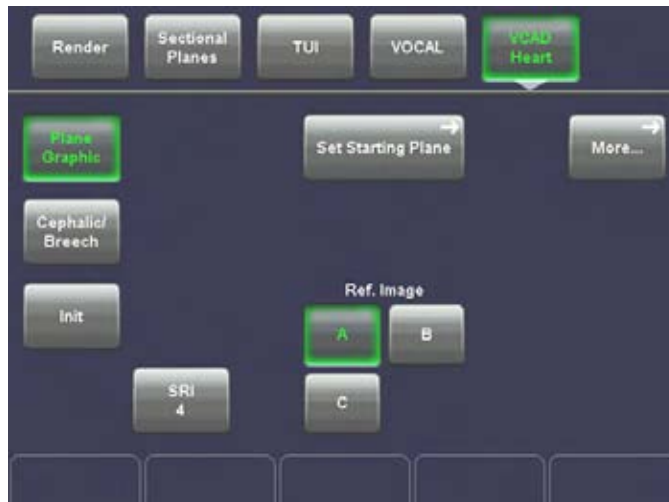 Render
Sectional
Planes
TUI
VOCAL
VCAD
Heart
Plane
Graphic
Set Starting Plane
More...
Cephalic/
Breech
Init
Ref. Image
A
B
SRI
4
C